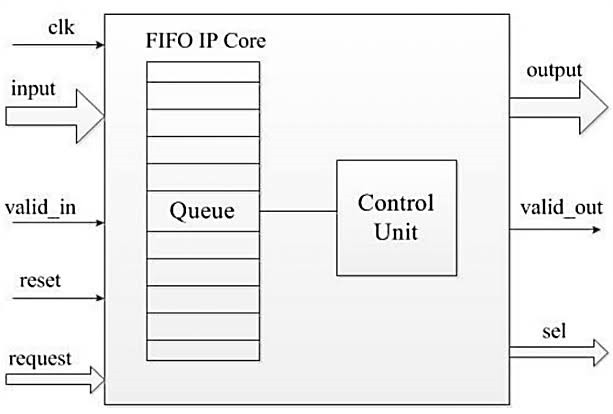 clk
FIFO IP Core
input
output
valid_in
Queue
Control
Unit
valid_out
reset
request
sel